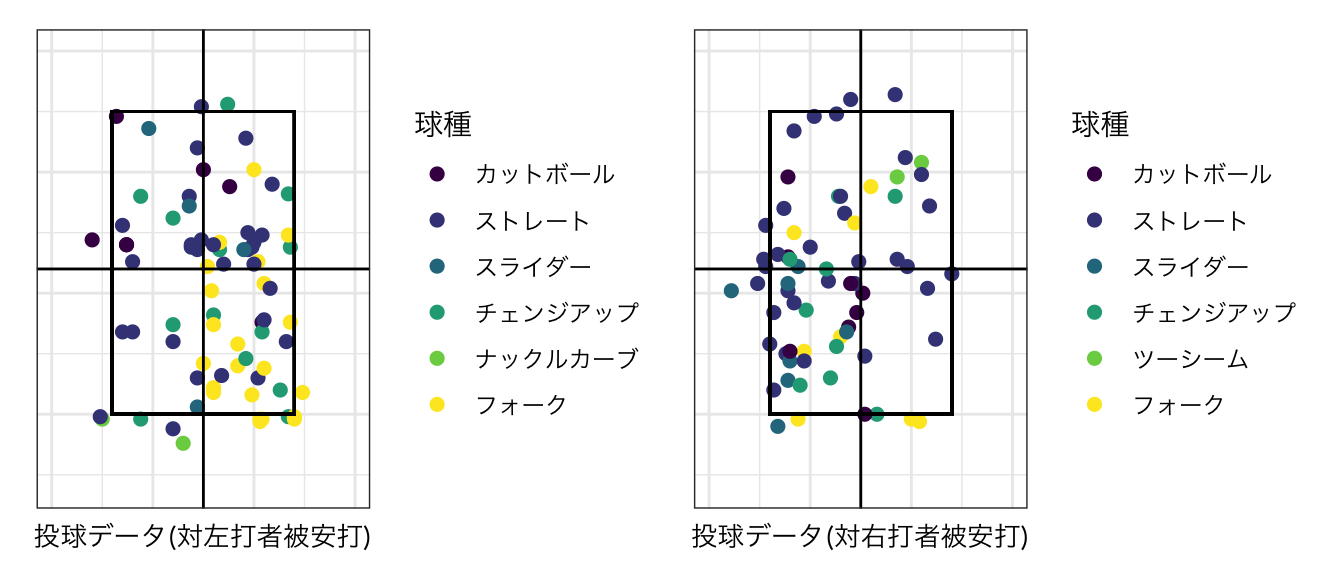 球種
カットボール
ストレート
スライダー
チェンジアップ
ナックルカーブ
フォーク
投球データ(対左打者被安打)
球種
カットボール
ストレート
スライダー
チェンジアップ
ツーシーム
フォーク
投球データ(対右打者被安打)